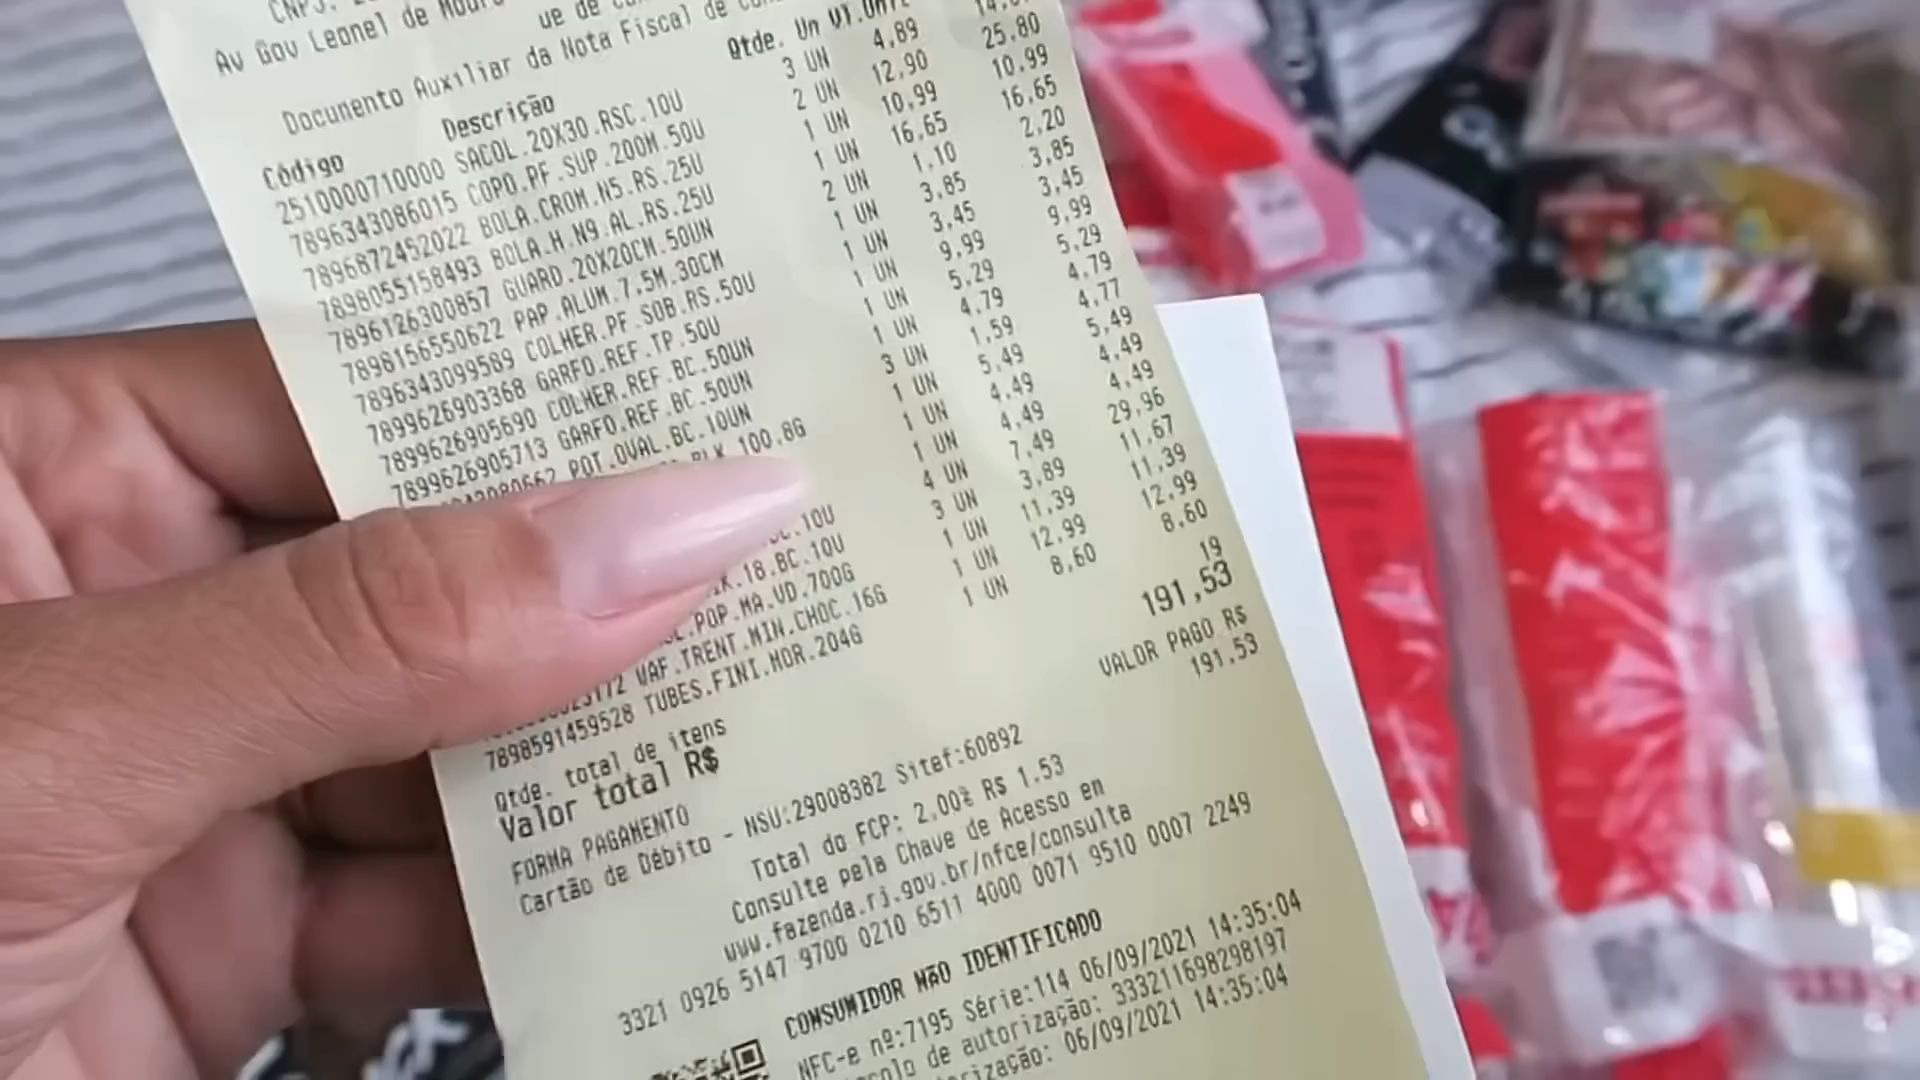 CNPJ:
Av Gov Leonel de Moura
Documento Auxiliar da Nota Fiscal de
Código Descrição Qtde. Un Vl.Unit
2510000710000 SACOL.20X30.RSC.10U 3 UN 4,89
7896343086015 COPO.PF.SUP.200M.50U 2 UN 12,90 25,80
7896872452022 BOLA.CROM.N5.RS.25U 1 UN 10,99 10,99
7898055158493 BOLA.H.N9.AL.RS.25U 1 UN 16,65 16,65
7896126300857 GUARD.20X20CM.50UN 2 UN 1,10 2,20
7898156550622 PAP.ALUM.7.5M.30CM 1 UN 3,85 3,85
7896343099589 COLHER.PF.SOB.RS.50U 1 UN 3,45 3,45
7899626903368 GARFO.REF.TP.50U 1 UN 9,99 9,99
7899626905690 COLHER.REF.BC.50UN 1 UN 5,29 5,29
7899626905713 GARFO.REF.BC.50UN 1 UN 4,79 4,79
POT.OVAL.BC.10UN 3 UN 1,59 4,77
BLK.100,8G 1 UN 5,49 5,49
1 UN 4,49 4,49
1 UN 4,49 4,49
10U 4 UN 7,49 29,96
.18.BC.10U 3 UN 3,89 11,67
.POP.MA.VD.700G 1 UN 11,39 11,39
VAF.TRENT.MIN.CHOC.16G 1 UN 12,99 12,99
7898591459528 TUBES.FINI.MOR.204G 1 UN 8,60 8,60
Qtde. total de itens 19
Valor total R$ 191,53
FORMA PAGAMENTO VALOR PAGO R$
Cartão de Débito - NSU:29008382 Sitef:60892 191,53
Total do FCP: 2,00% R$ 1.53
Consulte pela Chave de Acesso em
www.fazenda.rj.gov.br/nfce/consulta
3321 0926 5147 9700 0210 6511 4000 0071 9510 0007 2249
CONSUMIDOR NÃO IDENTIFICADO
NFC-e nº:7195 Série:114 06/09/2021 14:35:04
de autorização: 333211698298197
06/09/2021 14:35:04